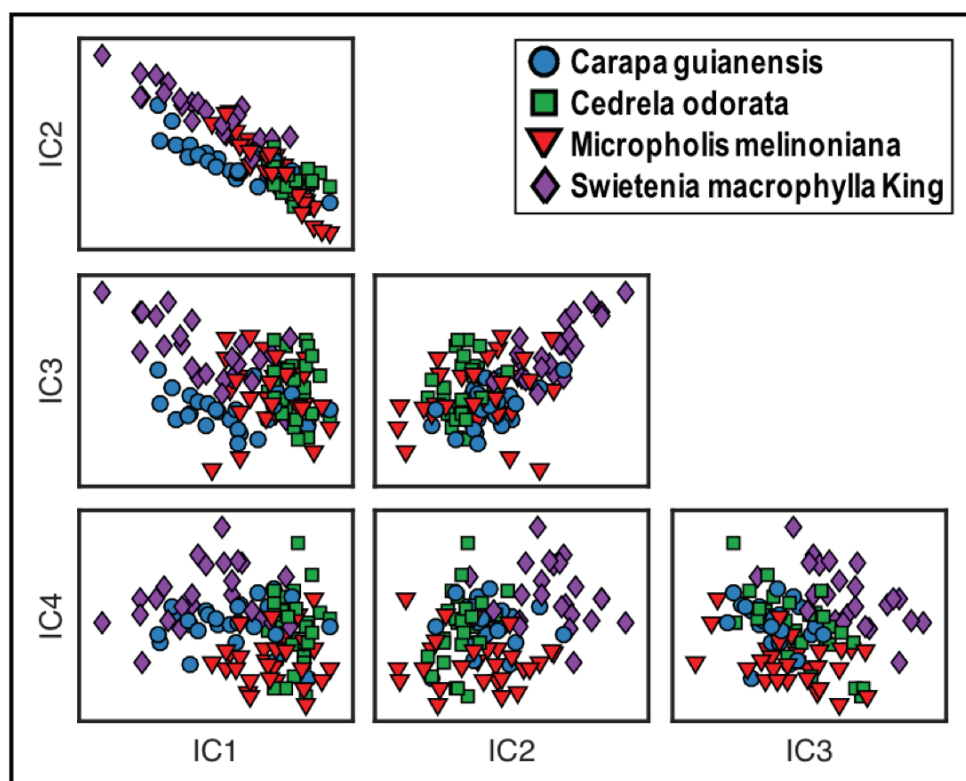 Carapa guianensis
Cedrela odorata
Micropholis melinoniana
Swietenia macrophylla King
IC2
IC3
IC4
IC1
IC2
IC3